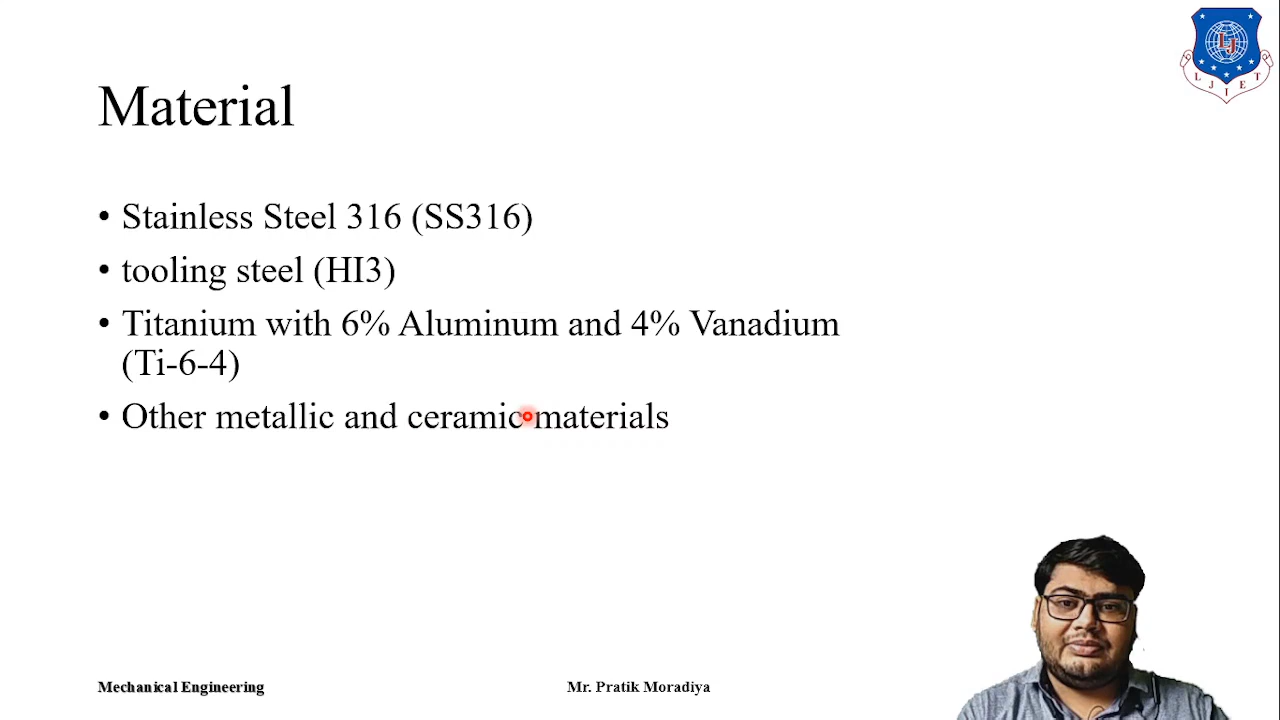 LJ
L J I E T
Material
• Stainless Steel 316 (SS316)
• tooling steel (HI3)
• Titanium with 6% Aluminum and 4% Vanadium
(Ti-6-4)
• Other metallic and ceramic materials
Mechanical Engineering
Mr. Pratik Moradiya